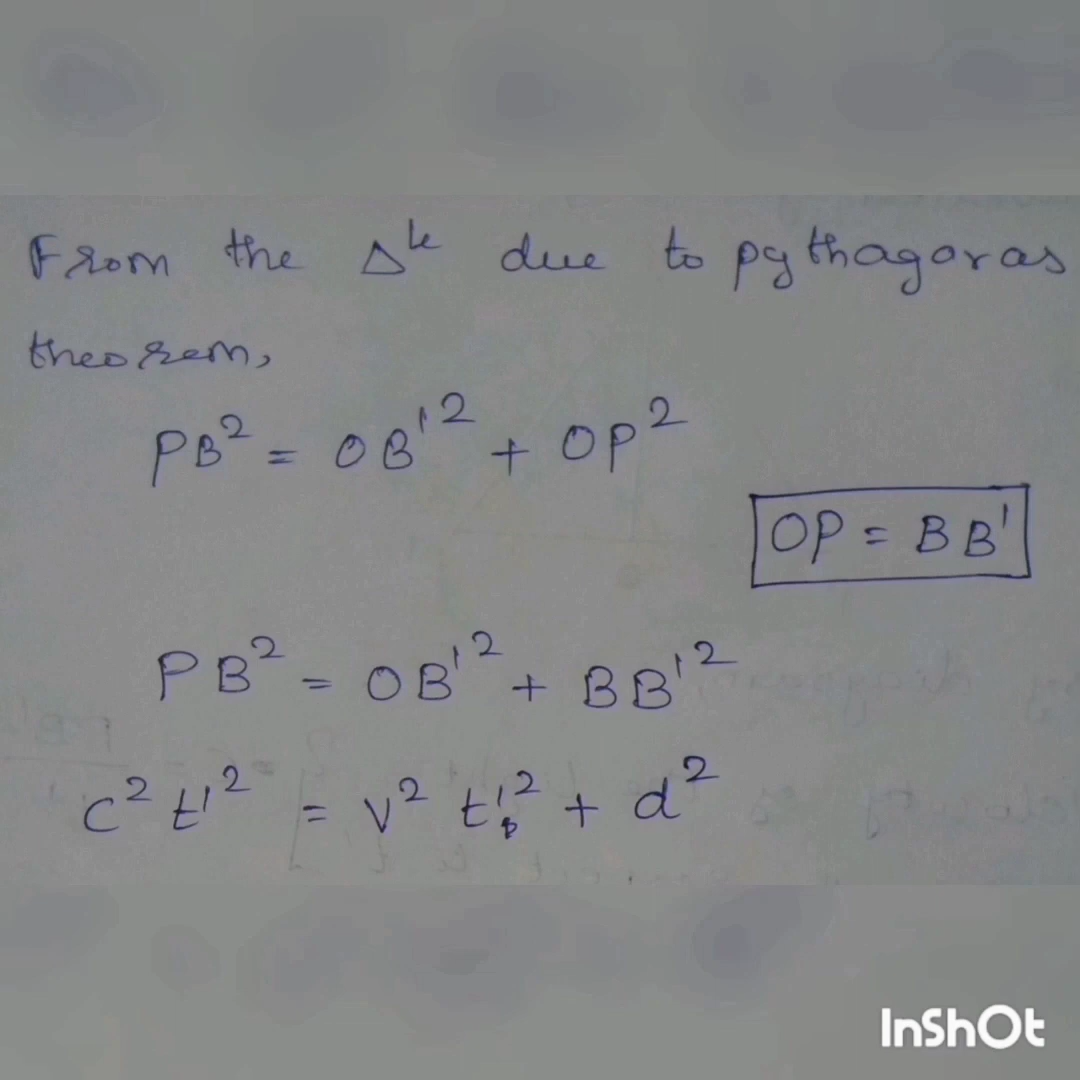 From the Δle due to pythagoras
theorem,
PB² = OB'² + OP²
OP = BB'
PB² = OB'² + BB'²
c² t'² = v² t'² + d²
InShOt